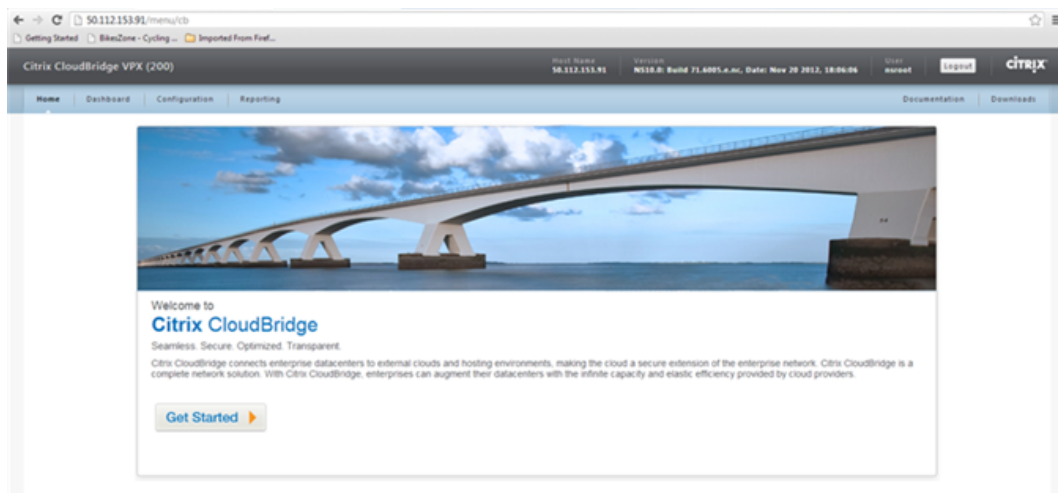 50.112.153.91/menu/cb
Getting Started BikesZone - Cycling ... Imported From Firef...
Citrix CloudBridge VPX (200)
Host Name
50.112.153.91
Version
NS10.0: Build 71.6005.e.nc, Date: Nov 20 2012, 18:06:06
User
nsroot
Logout
CİTRIX
Home Dashboard Configuration Reporting Documentation Downloads
Welcome to
Citrix CloudBridge
Seamless. Secure. Optimized. Transparent.
Citrix CloudBridge connects enterprise datacenters to external clouds and hosting environments, making the cloud a secure extension of the enterprise network. Citrix CloudBridge is a
complete network solution. With Citrix CloudBridge, enterprises can augment their datacenters with the infinite capacity and elastic efficiency provided by cloud providers.
Get Started